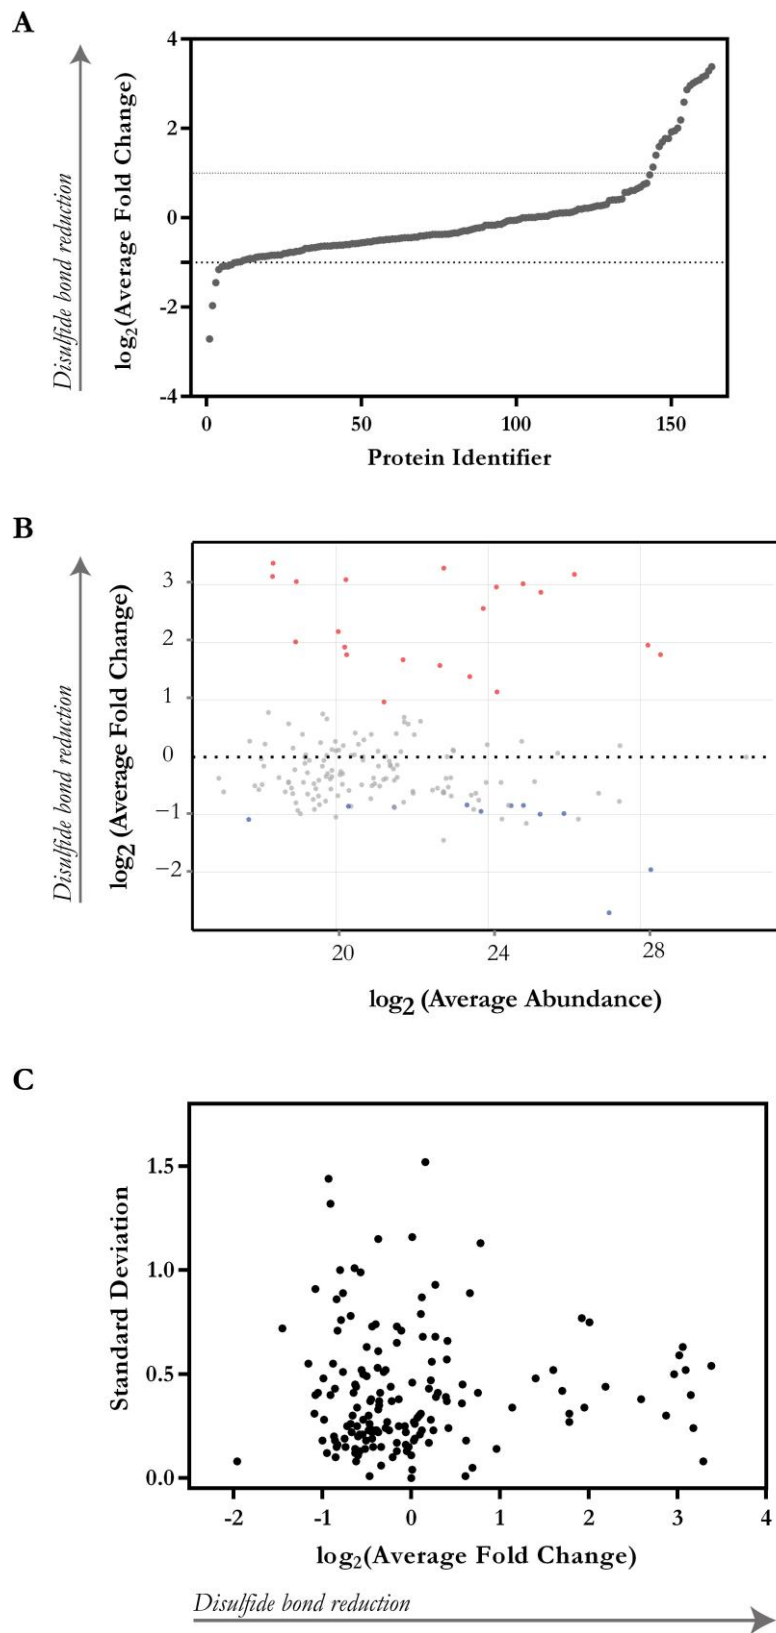 A
Disulfide bond reduction
log2(Average Fold Change)
4
2
0
-2
-4
0 50 100 150
Protein Identifier
B
Disulfide bond reduction
log2 (Average Fold Change)
3
2
1
0
−1
−2
20 24 28
log2 (Average Abundance)
C
Standard Deviation
1.5
1.0
0.5
0.0
-2 -1 0 1 2 3 4
log2(Average Fold Change)
Disulfide bond reduction